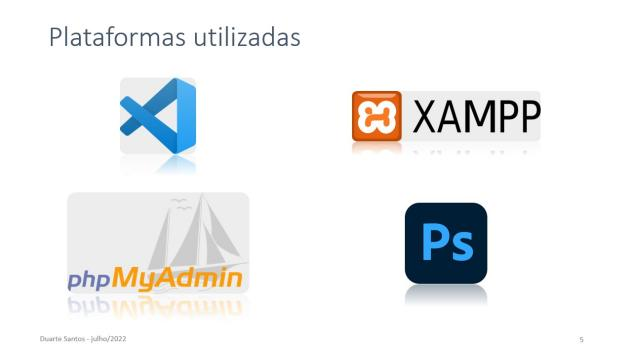 Plataformas utilizadas
XAMPP
phpMyAdmin
Ps
Duarte Santos - julho/2022
5